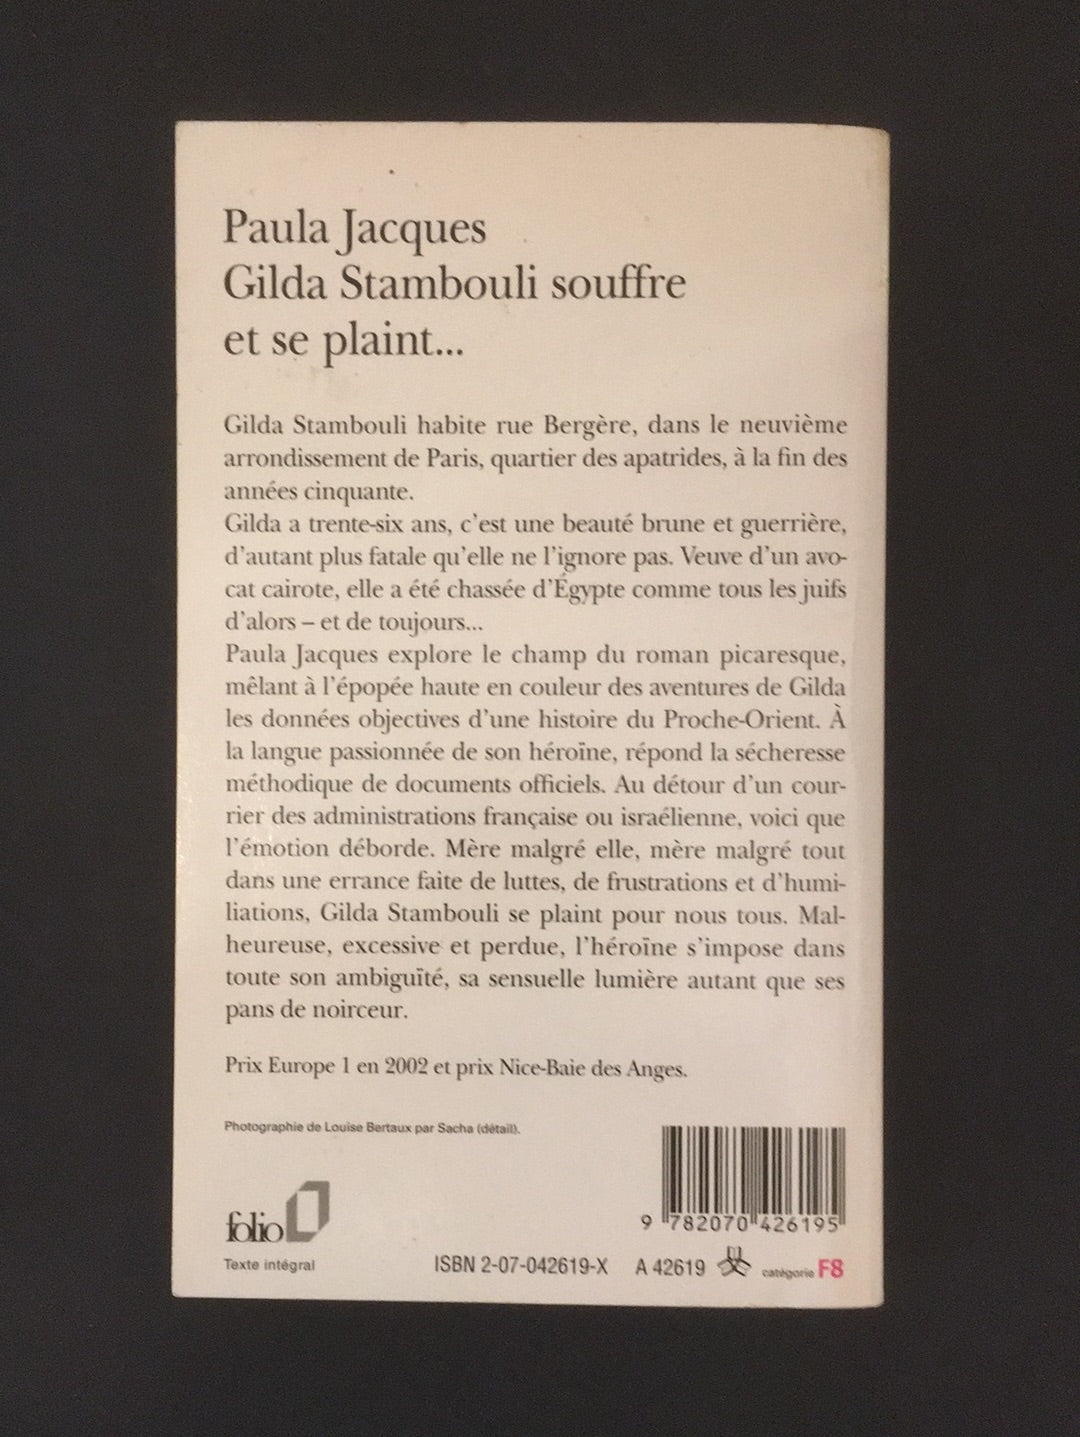 Paula Jacques
Gilda Stambouli souffre
et se plaint...
Gilda Stambouli habite rue Bergère, dans le neuvième
arrondissement de Paris, quartier des apatrides, à la fin des
années cinquante.
Gilda a trente-six ans, c'est une beauté brune et guerrière,
d'autant plus fatale qu'elle ne l'ignore pas. Veuve d'un avo-
cat cairote, elle a été chassée d'Égypte comme tous les juifs
d'alors – et de toujours...
Paula Jacques explore le champ du roman picaresque,
mêlant à l'épopée haute en couleur des aventures de Gilda
les données objectives d'une histoire du Proche-Orient. À
la langue passionnée de son héroïne, répond la sécheresse
méthodique de documents officiels. Au détour d'un cour-
rier des administrations française ou israélienne, voici que
l'émotion déborde. Mère malgré elle, mère malgré tout
dans une errance faite de luttes, de frustrations et d'humi-
liations, Gilda Stambouli se plaint pour nous tous. Mal-
heureuse, excessive et perdue, l'héroïne s'impose dans
toute son ambiguïté, sa sensuelle lumière autant que ses
pans de noirceur.
Prix Europe 1 en 2002 et prix Nice-Baie des Anges.
Photographie de Louise Bertaux par Sacha (détail).
9 782070 426195
folio
Texte intégral
ISBN 2-07-042619-X A 42619 catégorie F8